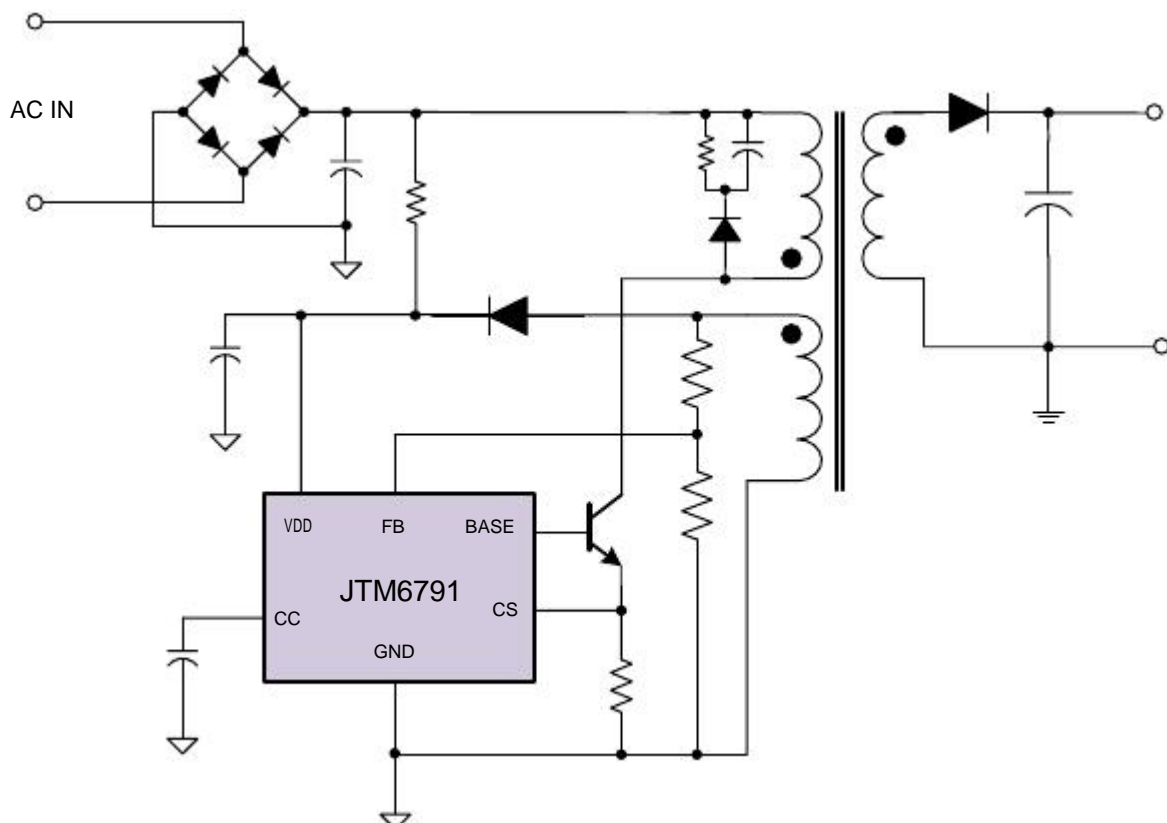 AC IN
VDD
FB
BASE
JTM6791
CC
CS
GND